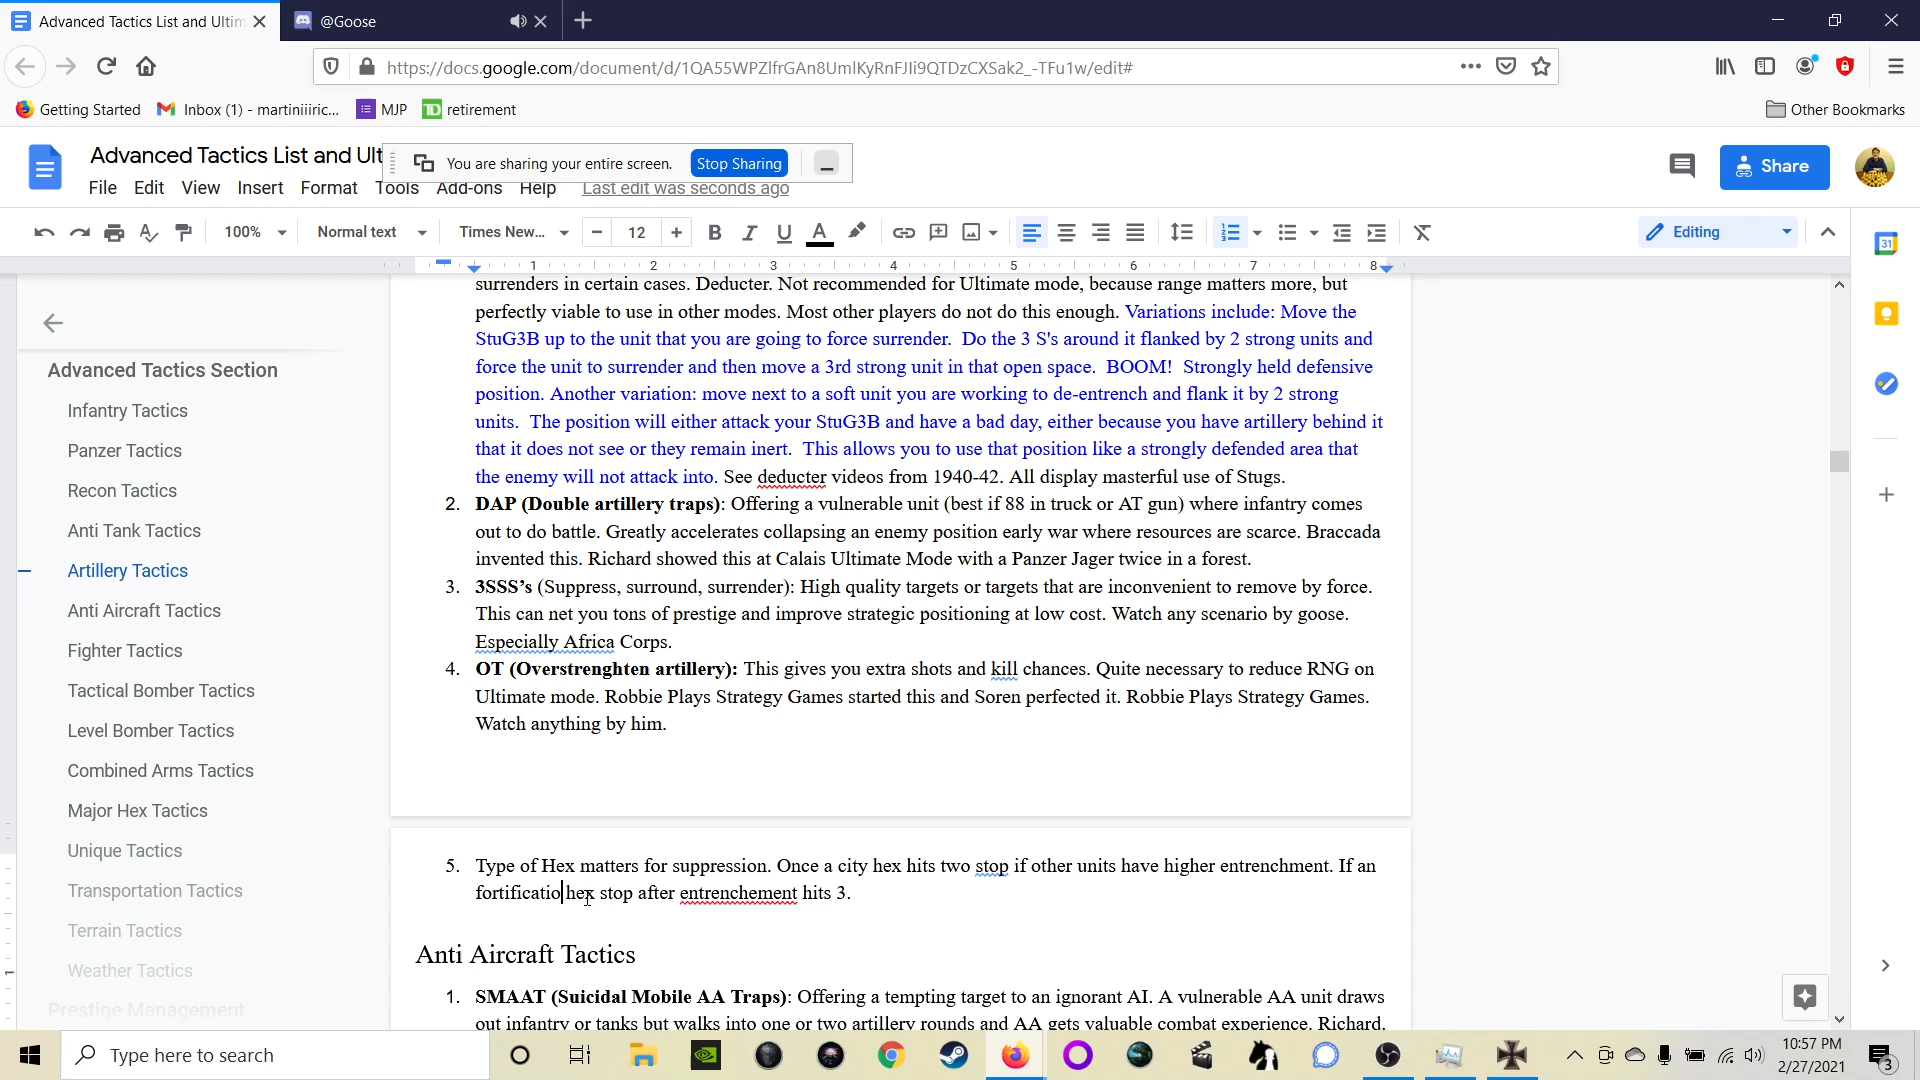 Advanced Tactics List and Ultim
@Goose
https://docs.google.com/document/d/1QA55WPZlfrGAn8UmlKyRnFJIi9QTDzCXSak2_-TFu1w/edit#
Getting Started
Inbox (1) - martiniiiric...
MJP
retirement
Other Bookmarks
Advanced Tactics List and Ult
You are sharing your entire screen.
Stop Sharing
Share
File Edit View Insert Format Tools Add-ons Help Last edit was seconds ago
100% Normal text Times New... 12 Editing
1 2 3 4 5 6 7 8
Advanced Tactics Section
Infantry Tactics
Panzer Tactics
Recon Tactics
Anti Tank Tactics
Artillery Tactics
Anti Aircraft Tactics
Fighter Tactics
Tactical Bomber Tactics
Level Bomber Tactics
Combined Arms Tactics
Major Hex Tactics
Unique Tactics
Transportation Tactics
Terrain Tactics
Weather Tactics
Prestige Management
surrenders in certain cases. Deducter. Not recommended for Ultimate mode, because range matters more, but
perfectly viable to use in other modes. Most other players do not do this enough. Variations include: Move the
StuG3B up to the unit that you are going to force surrender.  Do the 3 S's around it flanked by 2 strong units and
force the unit to surrender and then move a 3rd strong unit in that open space.  BOOM!  Strongly held defensive
position. Another variation: move next to a soft unit you are working to de-entrench and flank it by 2 strong
units.  The position will either attack your StuG3B and have a bad day, either because you have artillery behind it
that it does not see or they remain inert.  This allows you to use that position like a strongly defended area that
the enemy will not attack into. See deducter videos from 1940-42. All display masterful use of Stugs.
2. DAP (Double artillery traps): Offering a vulnerable unit (best if 88 in truck or AT gun) where infantry comes
out to do battle. Greatly accelerates collapsing an enemy position early war where resources are scarce. Braccada
invented this. Richard showed this at Calais Ultimate Mode with a Panzer Jager twice in a forest.
3. 3SSS’s (Suppress, surround, surrender): High quality targets or targets that are inconvenient to remove by force.
This can net you tons of prestige and improve strategic positioning at low cost. Watch any scenario by goose.
Especially Africa Corps.
4. OT (Overstrenghten artillery): This gives you extra shots and kill chances. Quite necessary to reduce RNG on
Ultimate mode. Robbie Plays Strategy Games started this and Soren perfected it. Robbie Plays Strategy Games.
Watch anything by him.
5. Type of Hex matters for suppression. Once a city hex hits two stop if other units have higher entrenchment. If an
fortificatio hex stop after entrenchement hits 3.
Anti Aircraft Tactics
1. SMAAT (Suicidal Mobile AA Traps): Offering a tempting target to an ignorant AI. A vulnerable AA unit draws
out infantry or tanks but walks into one or two artillery rounds and AA gets valuable combat experience. Richard.
31
Type here to search
10:57 PM
2/27/2021
3